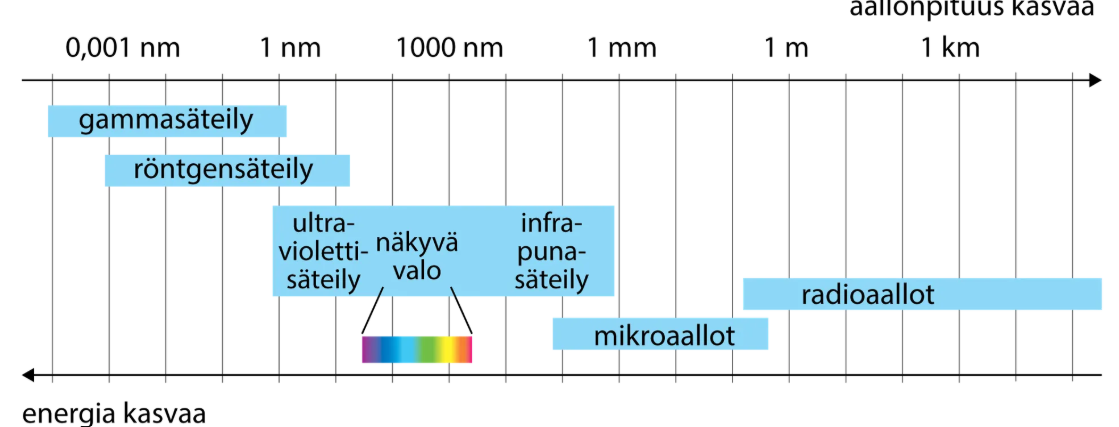 aallonpituus kasvaa
0,001 nm 1 nm 1000 nm 1 mm 1 m 1 km
gammasäteily
röntgensäteily
ultra-
violetti-
säteily
näkyvä
valo
infra-
puna-
säteily
radioaallot
mikroaallot
energia kasvaa